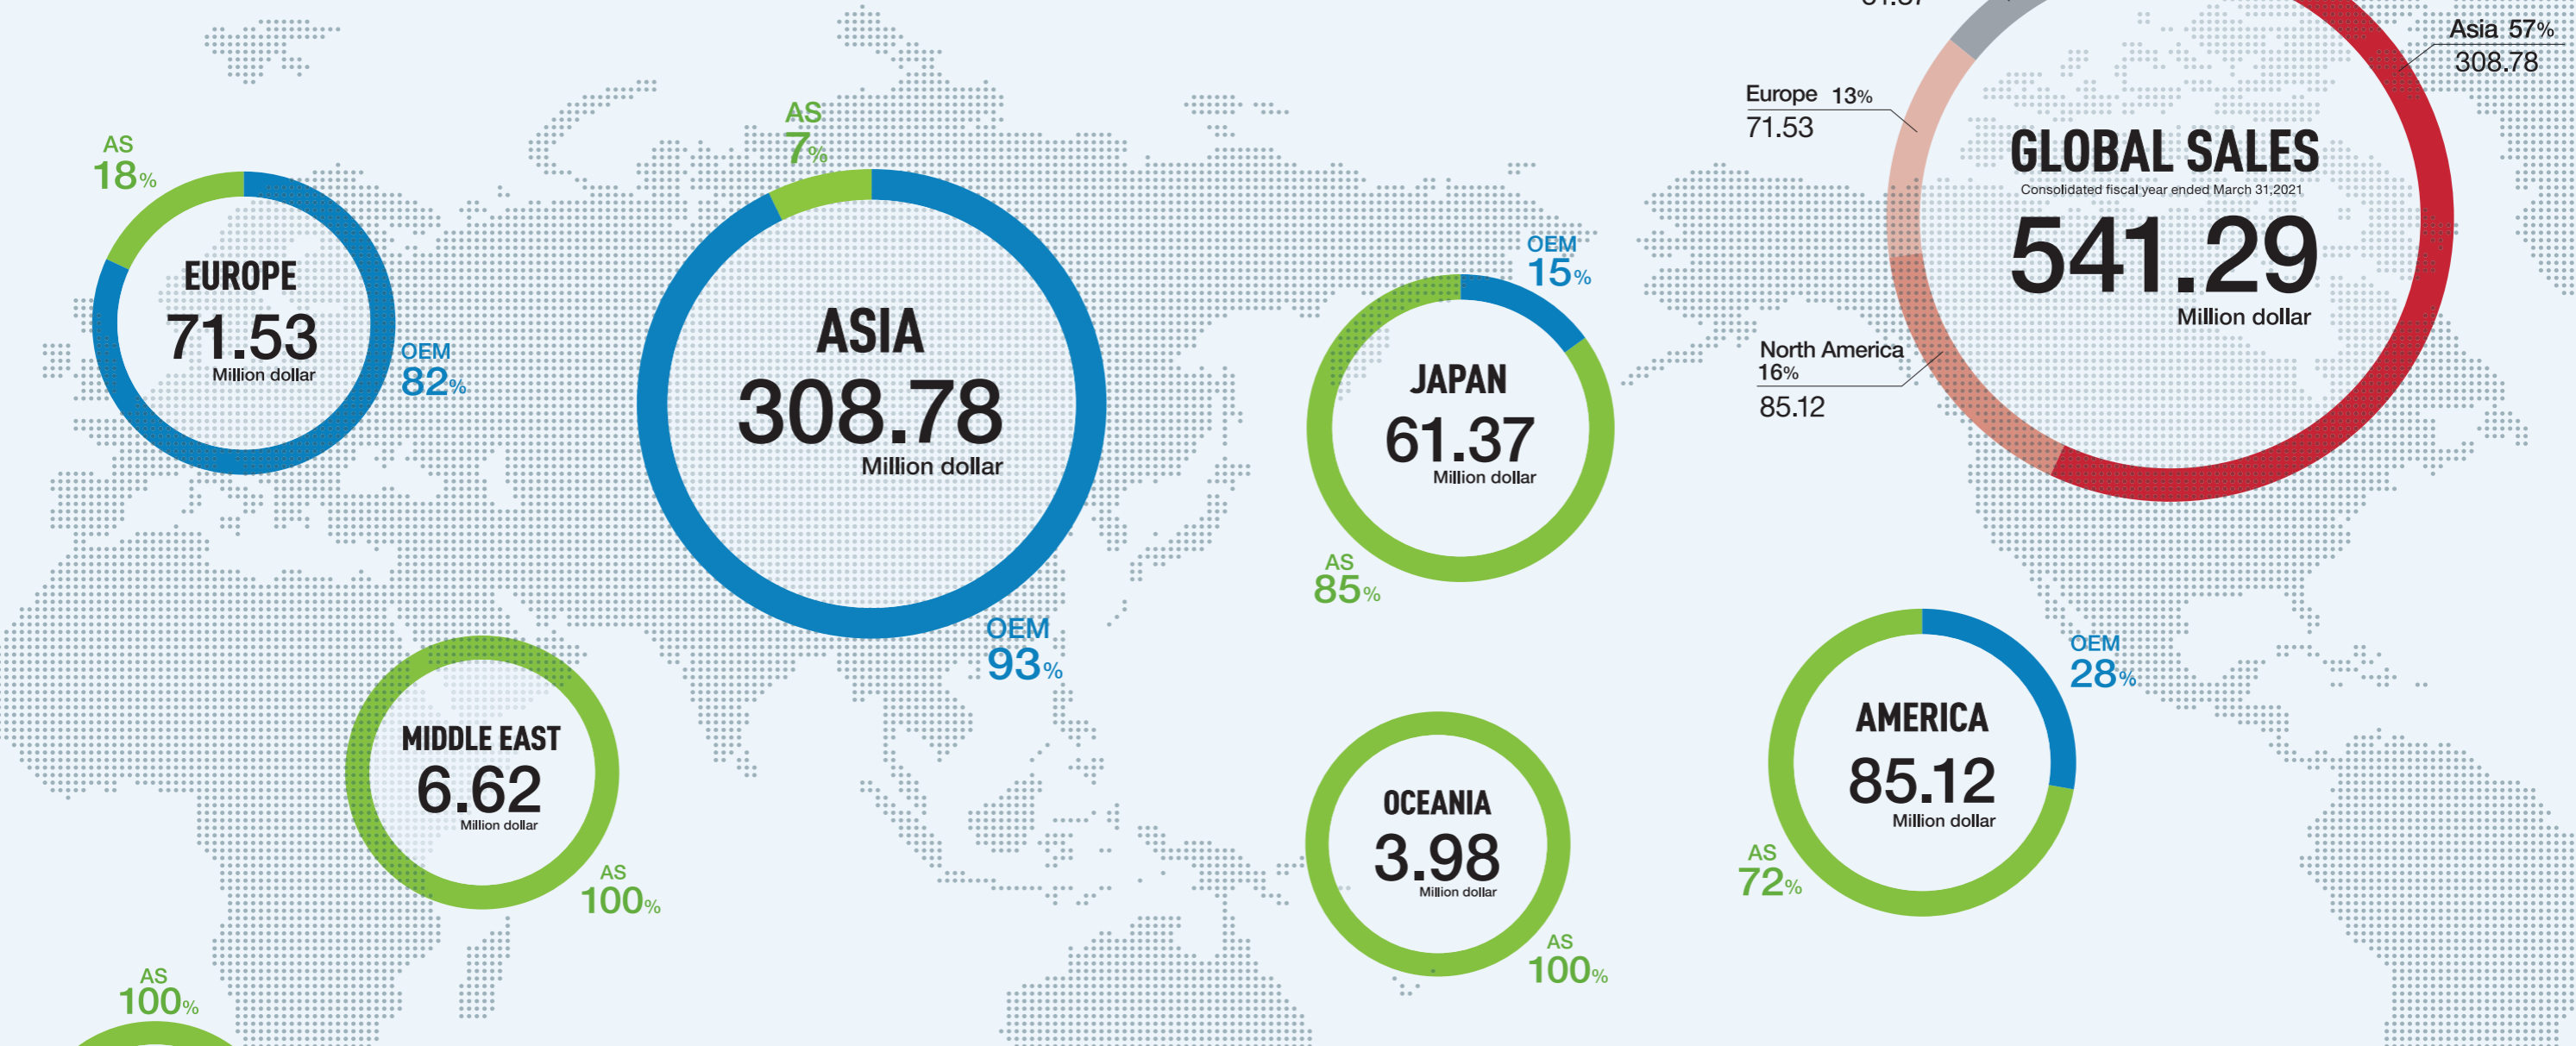 Asia 57%
308.78
Europe 13%
71.53
GLOBAL SALES
Consolidated fiscal year ended March 31,2021
541.29
Million dollar
North America
16%
85.12
AS
18%
EUROPE
71.53
Million dollar
OEM
82%
AS
7%
ASIA
308.78
Million dollar
OEM
93%
OEM
15%
JAPAN
61.37
Million dollar
AS
85%
MIDDLE EAST
6.62
Million dollar
AS
100%
OCEANIA
3.98
Million dollar
AS
100%
OEM
28%
AMERICA
85.12
Million dollar
AS
72%
AS
100%